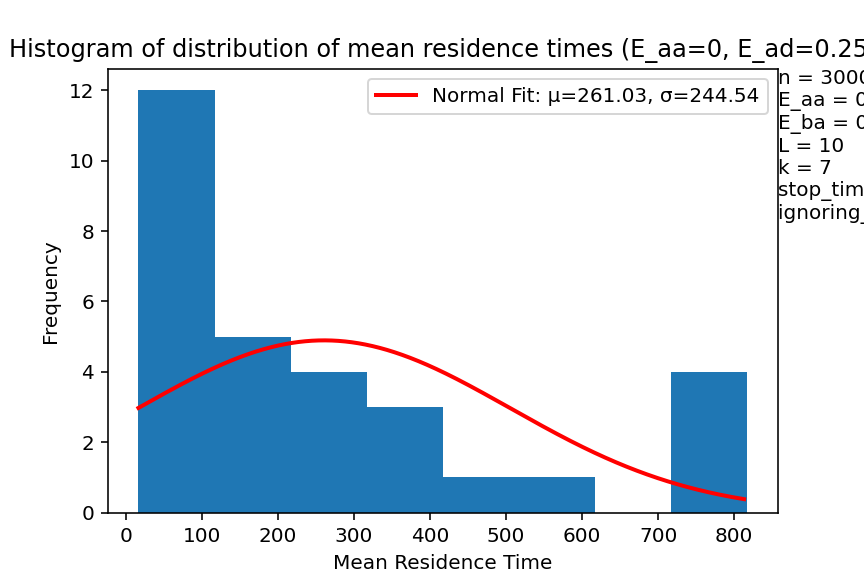 Histogram of distribution of mean residence times (E_aa=0, E_ad=0.25
Normal Fit: μ=261.03, σ=244.54
n = 3000
E_aa = 0
E_ba = 0
L = 10
k = 7
stop_tim
ignoring_
Frequency
12
10
8
6
4
2
0
0 100 200 300 400 500 600 700 800
Mean Residence Time